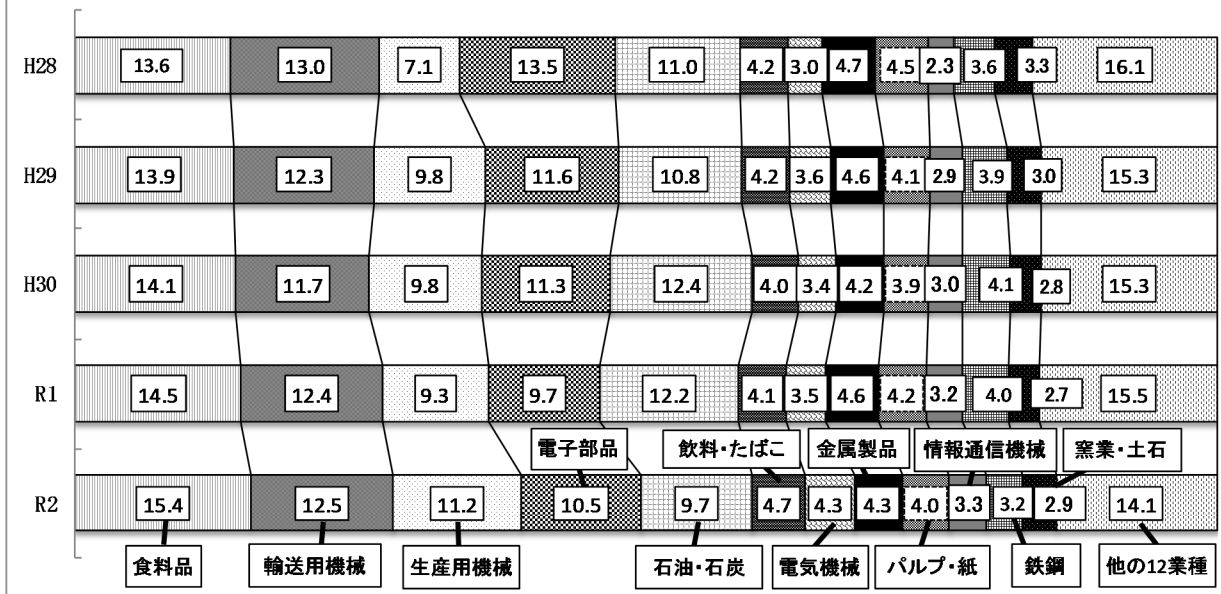 H28 13.6 13.0 7.1 13.5 11.0 4.2 3.0 4.7 4.5 2.3 3.6 3.3 16.1
H29 13.9 12.3 9.8 11.6 10.8 4.2 3.6 4.6 4.1 2.9 3.9 3.0 15.3
H30 14.1 11.7 9.8 11.3 12.4 4.0 3.4 4.2 3.9 3.0 4.1 2.8 15.3
R1 14.5 12.4 9.3 9.7 12.2 4.1 3.5 4.6 4.2 3.2 4.0 2.7 15.5
電子部品 飲料・たばこ 金属製品 情報通信機械 窯業・土石
R2 15.4 12.5 11.2 10.5 9.7 4.7 4.3 4.3 4.0 3.3 3.2 2.9 14.1
食料品 輸送用機械 生産用機械 石油・石炭 電気機械 パルプ・紙 鉄鋼 他の12業種